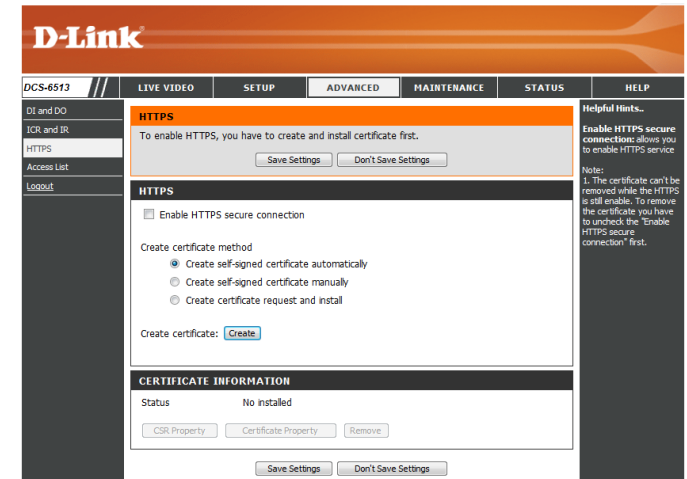 D-Link
DCS-6513 // LIVE VIDEO SETUP ADVANCED MAINTENANCE STATUS HELP
DI and DO
ICR and IR
HTTPS
Access List
Logout
HTTPS
To enable HTTPS, you have to create and install certificate first.
Save Settings Don't Save Settings
HTTPS
Enable HTTPS secure connection
Create certificate method
Create self-signed certificate automatically
Create self-signed certificate manually
Create certificate request and install
Create certificate: Create
CERTIFICATE INFORMATION
Status No installed
CSR Property Certificate Property Remove
Save Settings Don't Save Settings
Helpful Hints..
Enable HTTPS secure
connection: allows you
to enable HTTPS service
Note:
1. The certificate can't be
removed while the HTTPS
is still enable. To remove
the certificate you have
to uncheck the "Enable
HTTPS secure
connection" first.